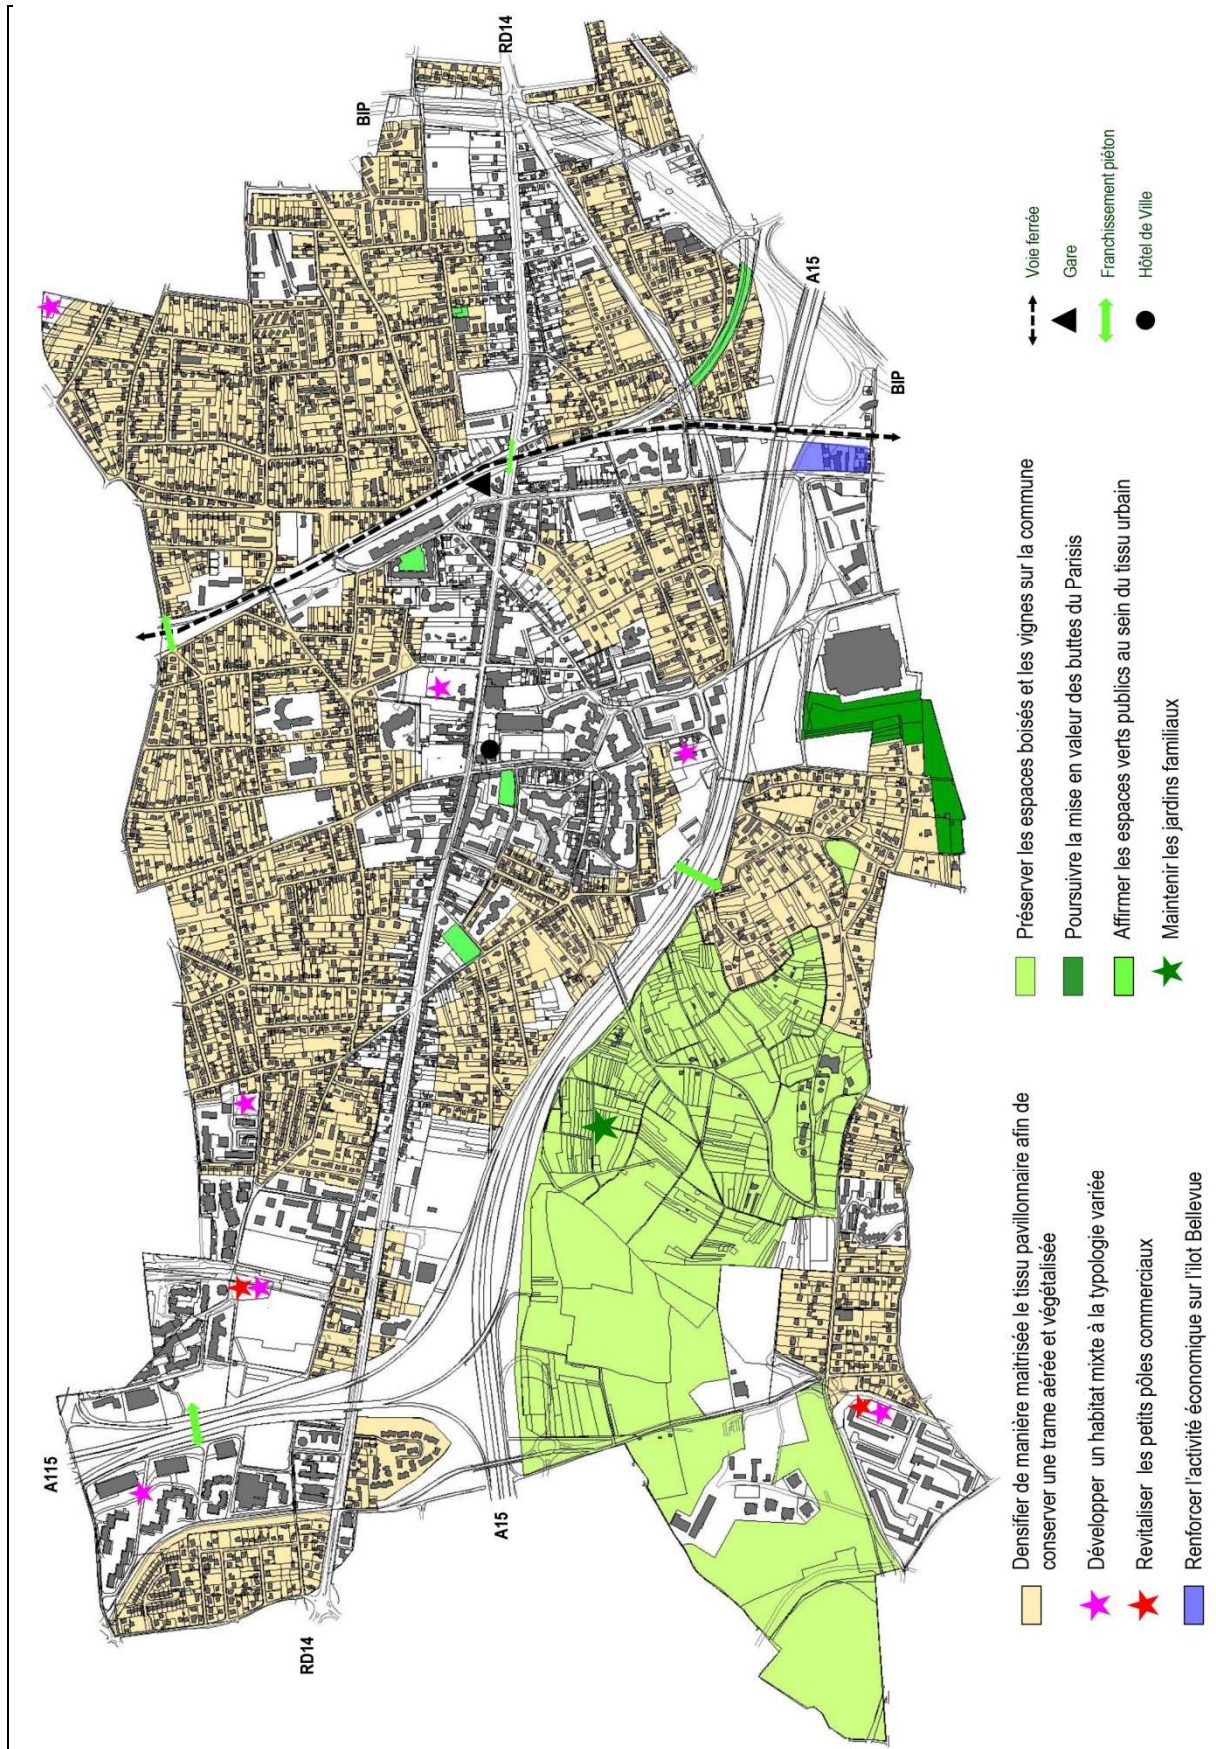 RD14
BIP
A15
BIP
A115
A15
RD14
Densifier de manière maitrisée le tissu pavillonnaire afin de
conserver une trame aérée et végétalisée
Développer un habitat mixte à la typologie variée
Revitaliser les petits pôles commerciaux
Renforcer l'activité économique sur l'ilot Bellevue
Préserver les espaces boisés et les vignes sur la commune
Poursuivre la mise en valeur des buttes du Parisis
Affirmer les espaces verts publics au sein du tissu urbain
Maintenir les jardins familiaux
Voie ferrée
Gare
Franchissement piéton
Hôtel de Ville